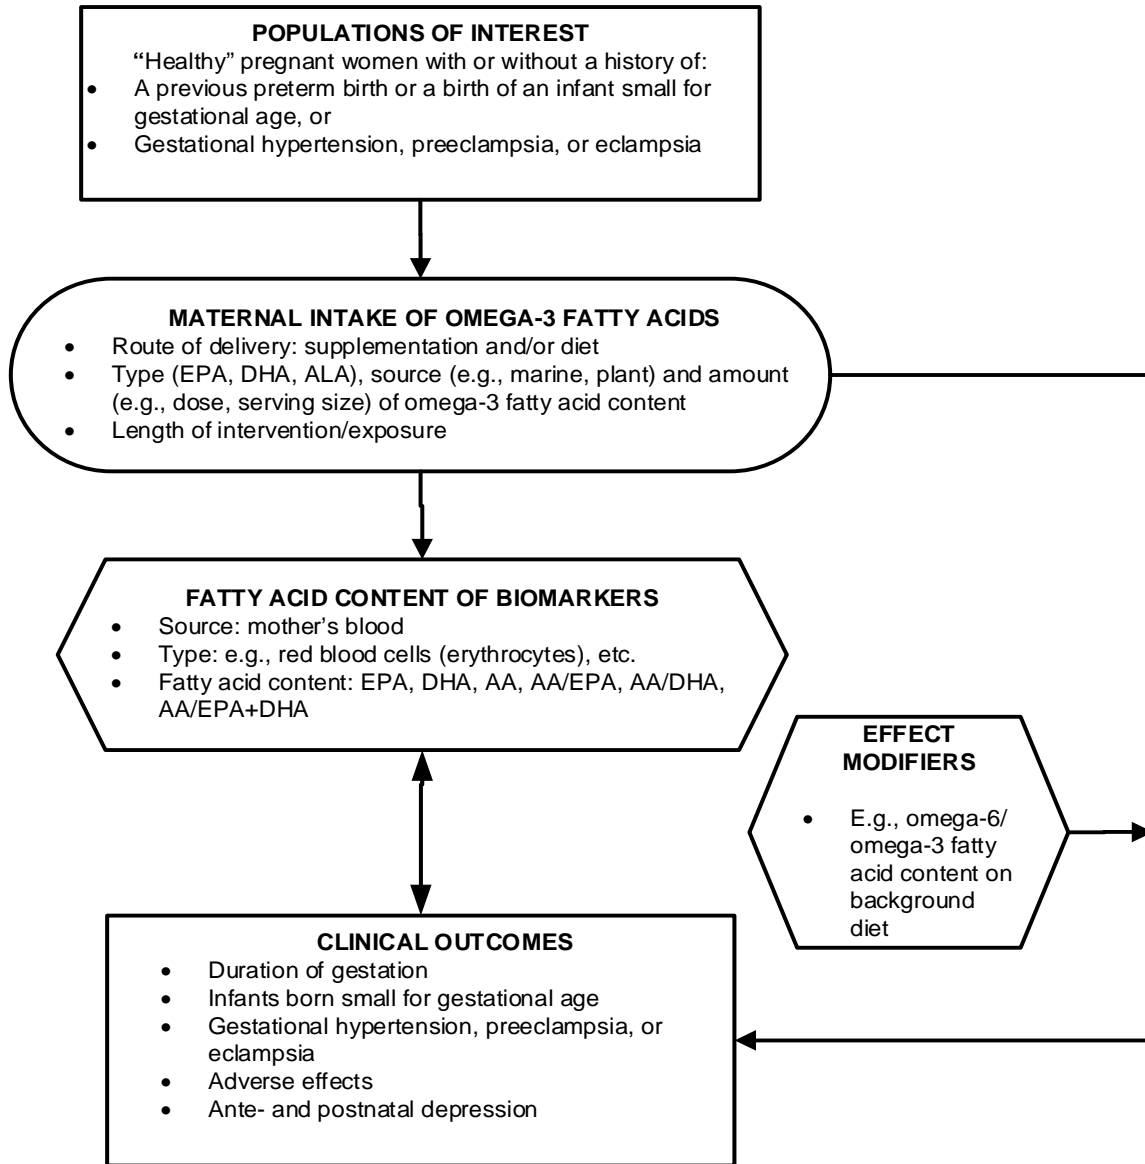 POPULATIONS OF INTEREST
“Healthy” pregnant women with or without a history of:
• A previous preterm birth or a birth of an infant small for
gestational age, or
• Gestational hypertension, preeclampsia, or eclampsia
MATERNAL INTAKE OF OMEGA-3 FATTY ACIDS
• Route of delivery: supplementation and/or diet
• Type (EPA, DHA, ALA), source (e.g., marine, plant) and amount
(e.g., dose, serving size) of omega-3 fatty acid content
• Length of intervention/exposure
FATTY ACID CONTENT OF BIOMARKERS
• Source: mother’s blood
• Type: e.g., red blood cells (erythrocytes), etc.
• Fatty acid content: EPA, DHA, AA, AA/EPA, AA/DHA,
AA/EPA+DHA
EFFECT
MODIFIERS
• E.g., omega-6/
omega-3 fatty
acid content on
background
diet
CLINICAL OUTCOMES
• Duration of gestation
• Infants born small for gestational age
• Gestational hypertension, preeclampsia, or
eclampsia
• Adverse effects
• Ante- and postnatal depression